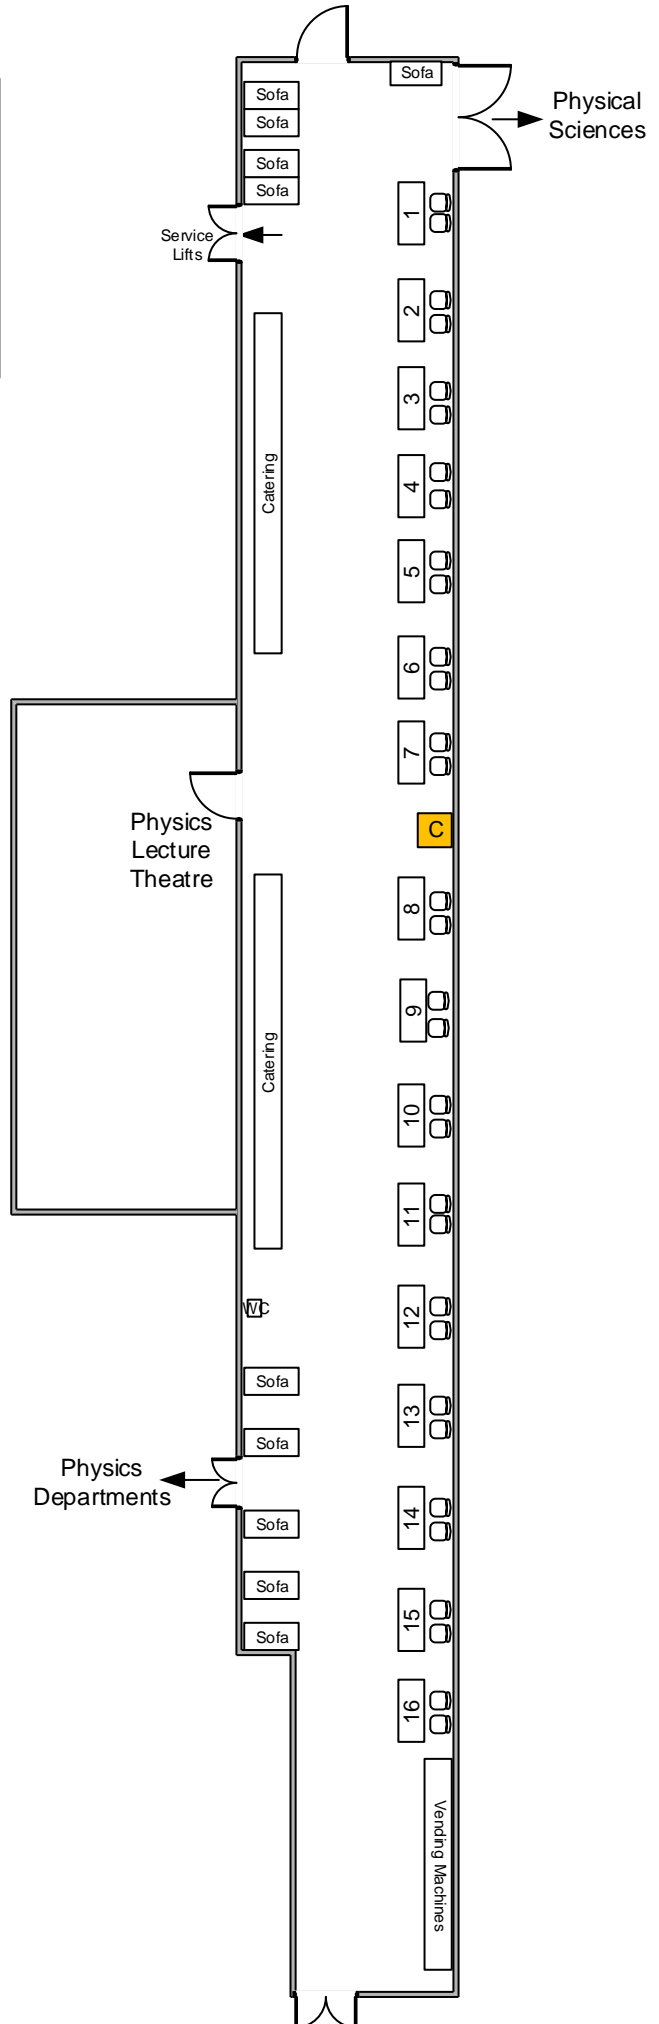 Sofa
Sofa
Sofa
Sofa
Sofa
Physical
Sciences
1
Service
Lifts
2
3
Catering
4
5
6
7
Physics
Lecture
Theatre
C
8
9
Catering
10
11
WC
12
Sofa
13
Sofa
Physics
Departments
14
Sofa
Sofa
15
Sofa
16
Vending Machines